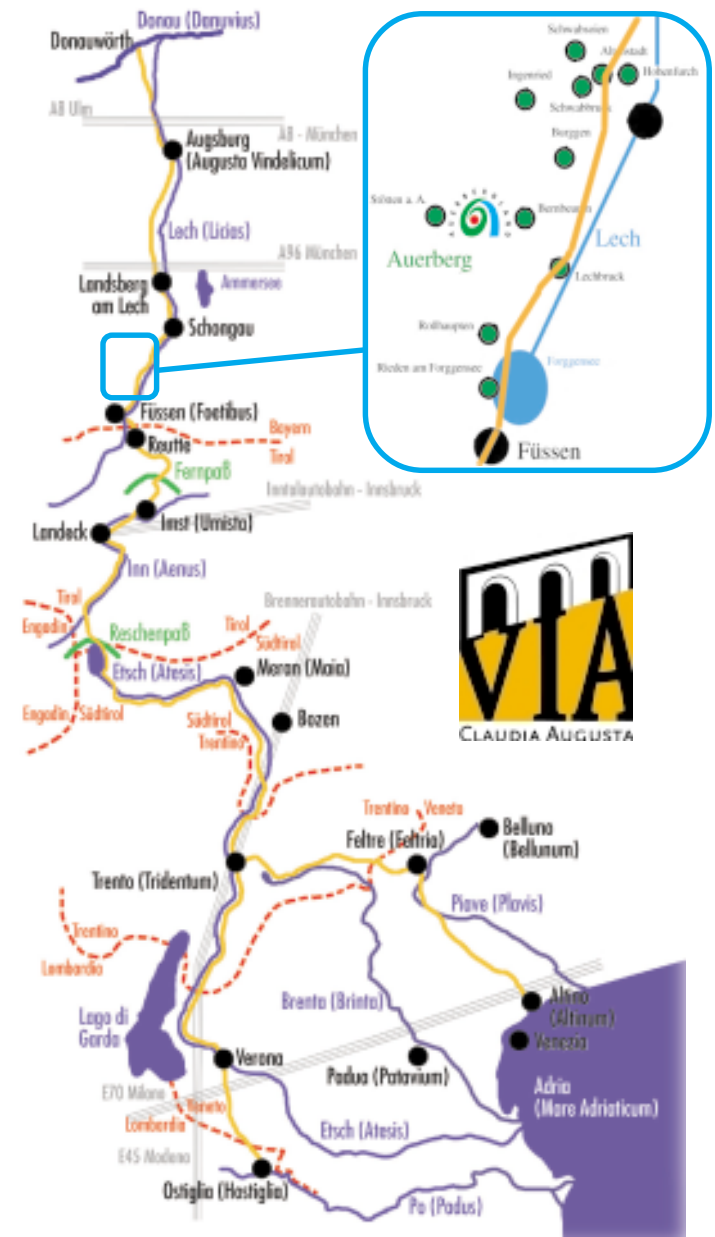 Donau (Danuvius)
Donauwörth
A8 Ulm
A8 - München
Augsburg
(Augusta Vindelicum)
Lech (Licias)
A96 München
Landsberg
am Lech
Ammersee
Schongau
Füssen (Foetibus)
Bayern
Reutte
Tirol
Fernpaß
Inntalautobahn - Innsbruck
Imst (Umista)
Landeck
Inn (Aenus)
Tirol
Engadin
Brennerautobahn - Innsbruck
Reschenpaß
Tirol
Südtirol
Etsch (Atesis)
Meran (Maia)
Engadin
Südtirol
Südtirol
Trentino
Bozen
Trentino
Veneto
Feltre (Feltria)
Belluno
(Bellunum)
Trento (Tridentum)
Piave (Plavis)
Trentino
Lombardia
Lago di
Garda
Brenta (Brinta)
Altino
(Altinum)
Venezia
Verona
Padua (Patavium)
Adria
(Mare Adriaticum)
E70 Milano
Veneto
Lombardia
Etsch (Atesis)
E45 Modena
Ostiglia (Hostiglia)
Po (Padus)
Schwabsoien
Altenstadt
Hohenfurch
Ingenried
Schwabbruck
Burggen
Stötten a. A.
Bernbeuren
Auerberg
Lech
Lechbruck
Roßhaupten
Rieden am Forggensee
Forggensee
Füssen
VIA
CLAUDIA AUGUSTA